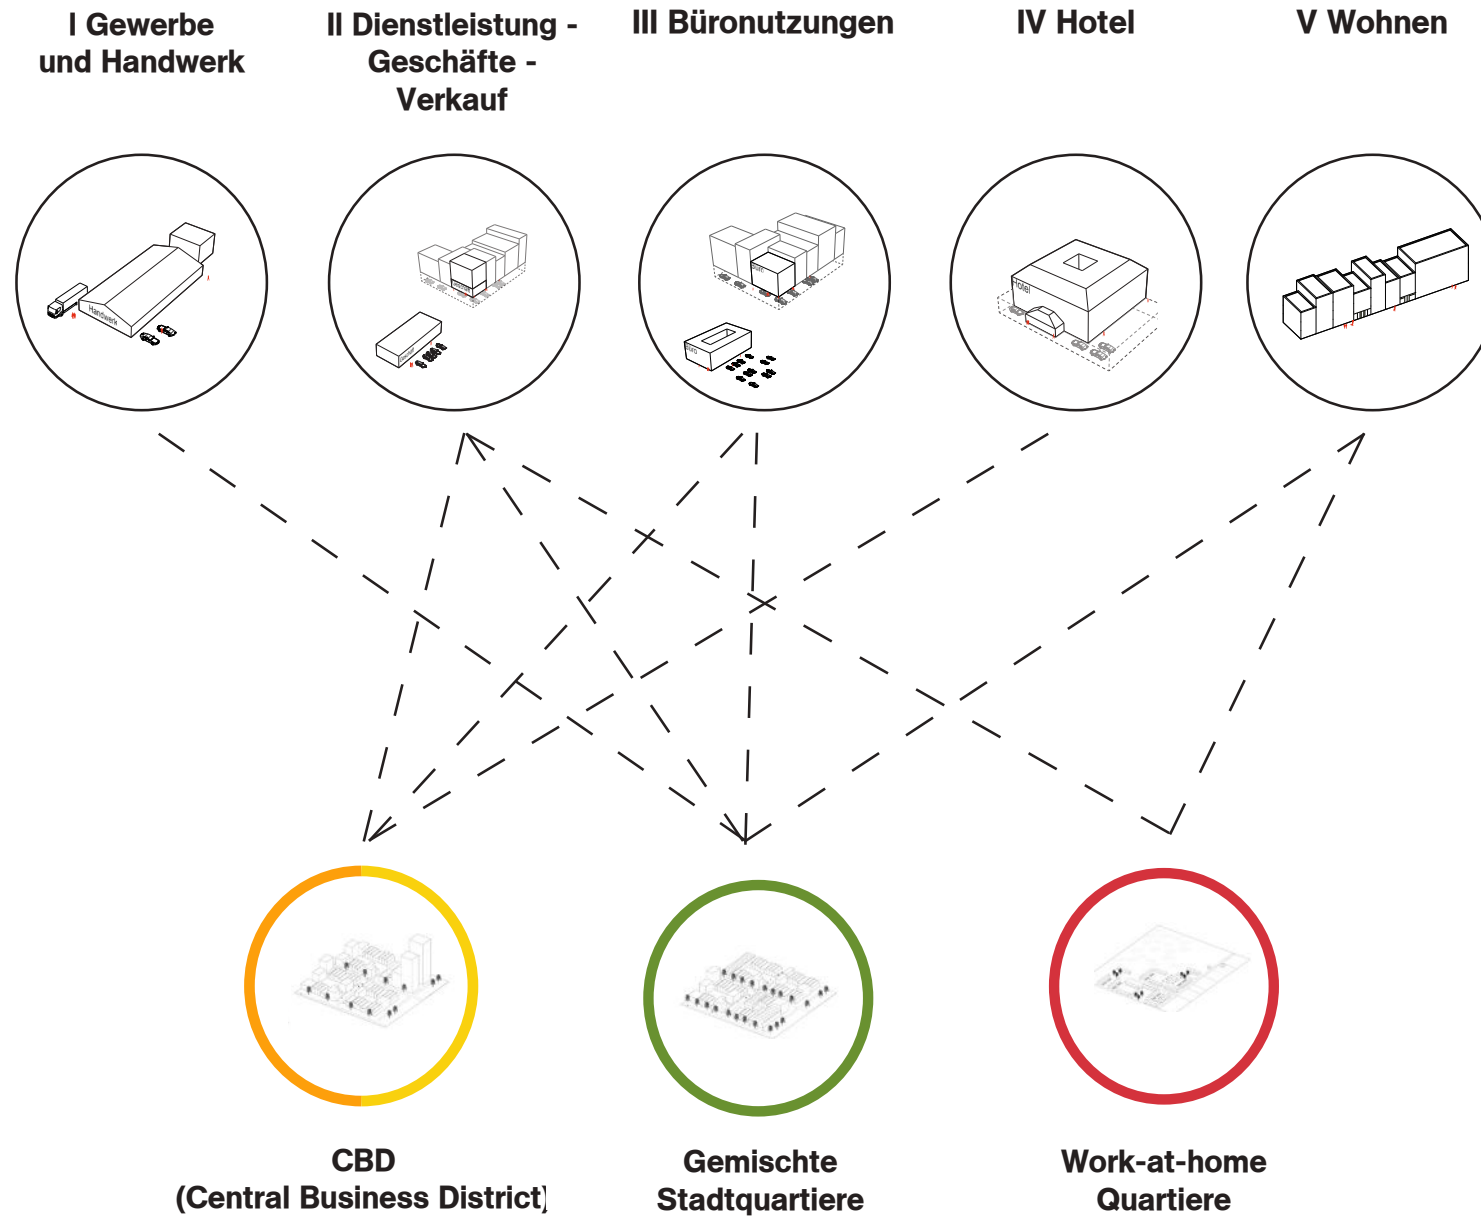 I Gewerbe
und Handwerk
II Dienstleistung -
Geschäfte -
Verkauf
III Büronutzungen
IV Hotel
V Wohnen
Handwerk
Hotel
CBD
(Central Business District)
Gemischte
Stadtquartiere
Work-at-home
Quartiere